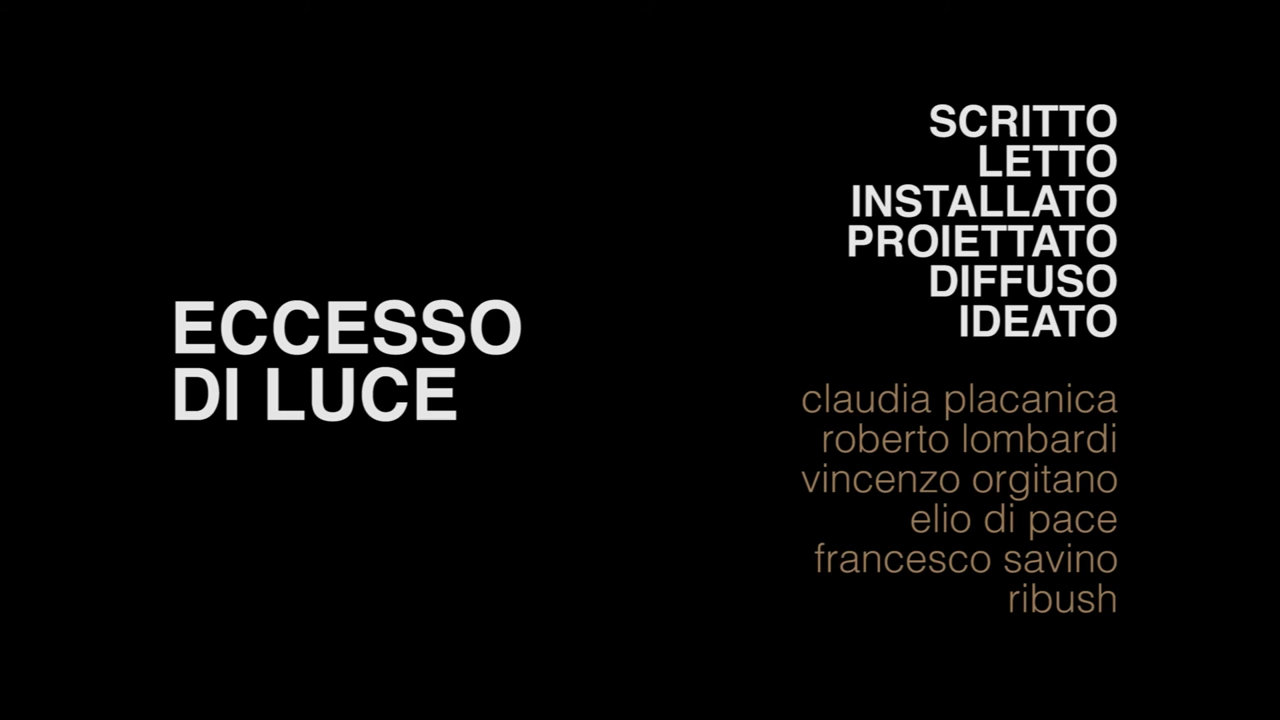 ECCESSO
DI LUCE
SCRITTO
LETTO
INSTALLATO
PROIETTATO
DIFFUSO
IDEATO
claudia placanica
roberto lombardi
vincenzo orgitano
elio di pace
francesco savino
ribush